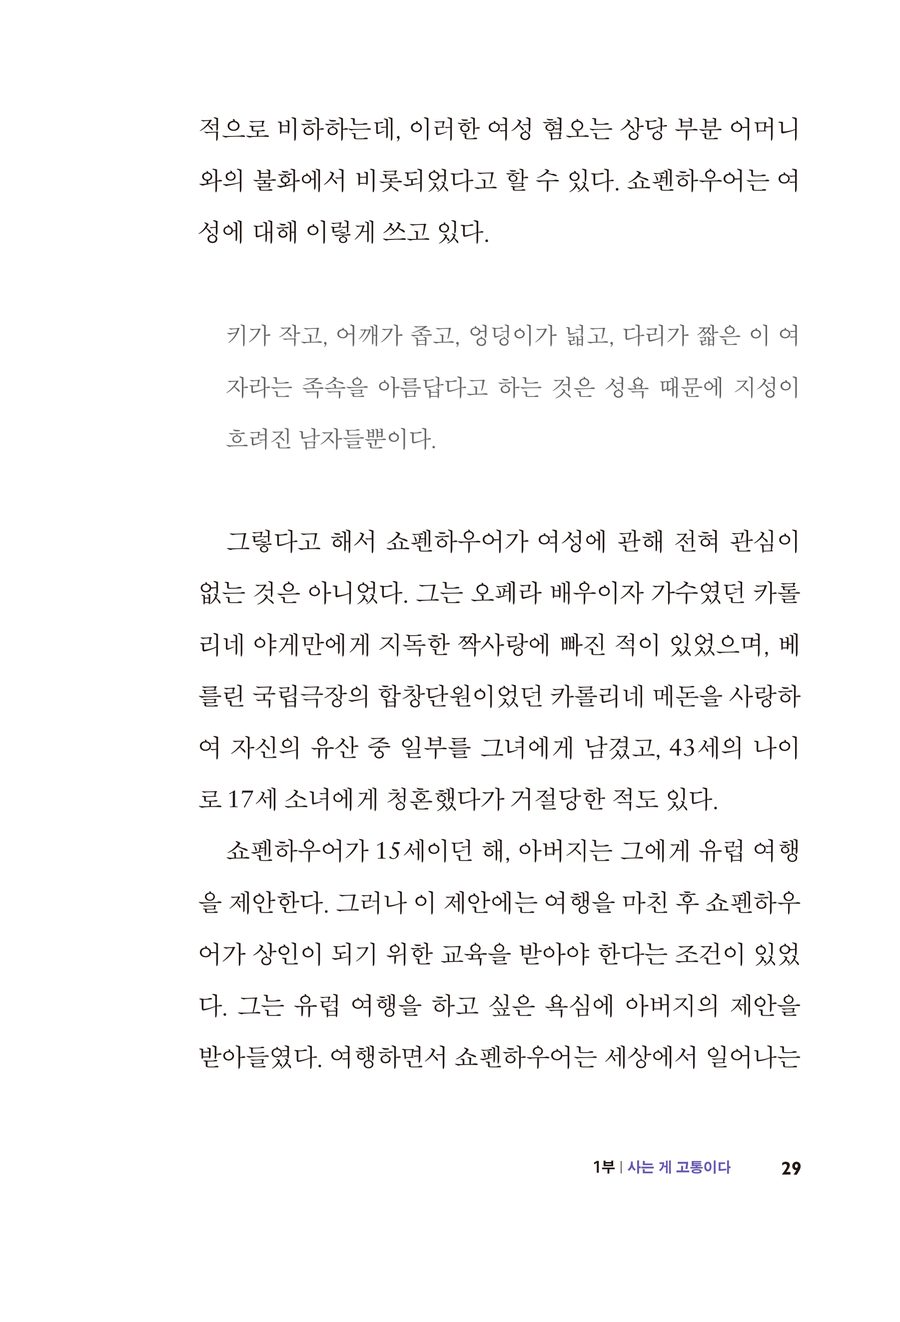 적으로 비하하는데, 이러한 여성 혐오는 상당 부분 어머니
와의 불화에서 비롯되었다고 할 수 있다. 쇼펜하우어는 여
성에 대해 이렇게 쓰고 있다.
키가 작고, 어깨가 좁고, 엉덩이가 넓고, 다리가 짧은 이 여
자라는 족속을 아름답다고 하는 것은 성욕 때문에 지성이
흐려진 남자들뿐이다.
그렇다고 해서 쇼펜하우어가 여성에 관해 전혀 관심이
없는 것은 아니었다. 그는 오페라 배우이자 가수였던 카롤
리네 야게만에게 지독한 짝사랑에 빠진 적이 있었으며, 베
를린 국립극장의 합창단원이었던 카롤리네 메돈을 사랑하
여 자신의 유산 중 일부를 그녀에게 남겼고, 43세의 나이
로 17세 소녀에게 청혼했다가 거절당한 적도 있다.
쇼펜하우어가 15세이던 해, 아버지는 그에게 유럽 여행
을 제안한다. 그러나 이 제안에는 여행을 마친 후 쇼펜하우
어가 상인이 되기 위한 교육을 받아야 한다는 조건이 있었
다. 그는 유럽 여행을 하고 싶은 욕심에 아버지의 제안을
받아들였다. 여행하면서 쇼펜하우어는 세상에서 일어나는
1부 | 사는 게 고통이다 29